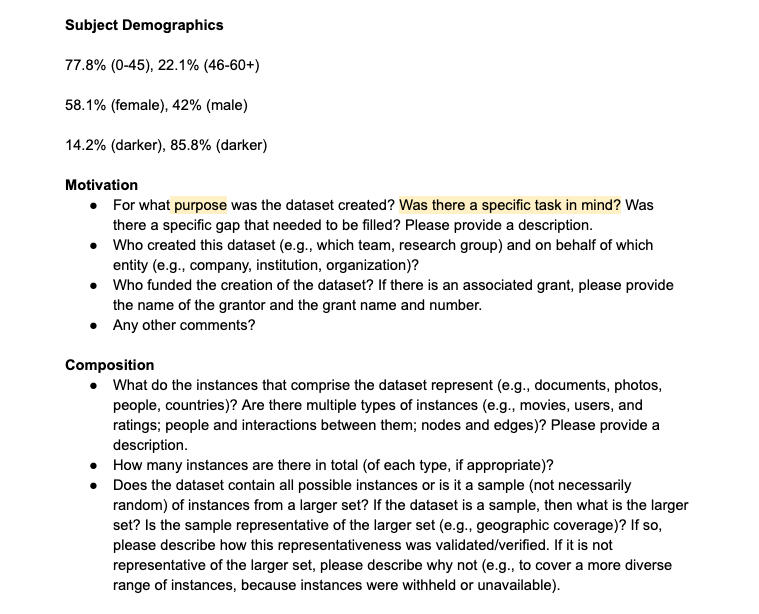 Subject Demographics
77.8% (0-45), 22.1% (46-60+)
58.1% (female), 42% (male)
14.2% (darker), 85.8% (darker)
Motivation
● For what purpose was the dataset created? Was there a specific task in mind? Was
there a specific gap that needed to be filled? Please provide a description.
● Who created this dataset (e.g., which team, research group) and on behalf of which
entity (e.g., company, institution, organization)?
● Who funded the creation of the dataset? If there is an associated grant, please provide
the name of the grantor and the grant name and number.
● Any other comments?
Composition
● What do the instances that comprise the dataset represent (e.g., documents, photos,
people, countries)? Are there multiple types of instances (e.g., movies, users, and
ratings; people and interactions between them; nodes and edges)? Please provide a
description.
● How many instances are there in total (of each type, if appropriate)?
● Does the dataset contain all possible instances or is it a sample (not necessarily
random) of instances from a larger set? If the dataset is a sample, then what is the larger
set? Is the sample representative of the larger set (e.g., geographic coverage)? If so,
please describe how this representativeness was validated/verified. If it is not
representative of the larger set, please describe why not (e.g., to cover a more diverse
range of instances, because instances were withheld or unavailable).